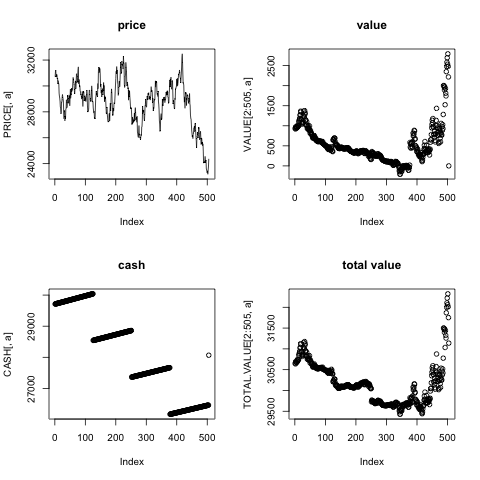 price
PRICE[, a]
24000 28000 32000
0 100 200 300 400 500
Index
value
VALUE[2:505, a]
0 500 1500 2500
0 100 200 300 400 500
Index
cash
CASH[, a]
27000 29000
0 100 200 300 400 500
Index
total value
TOTAL.VALUE[2:505, a]
29500 30500 31500
0 100 200 300 400 500
Index